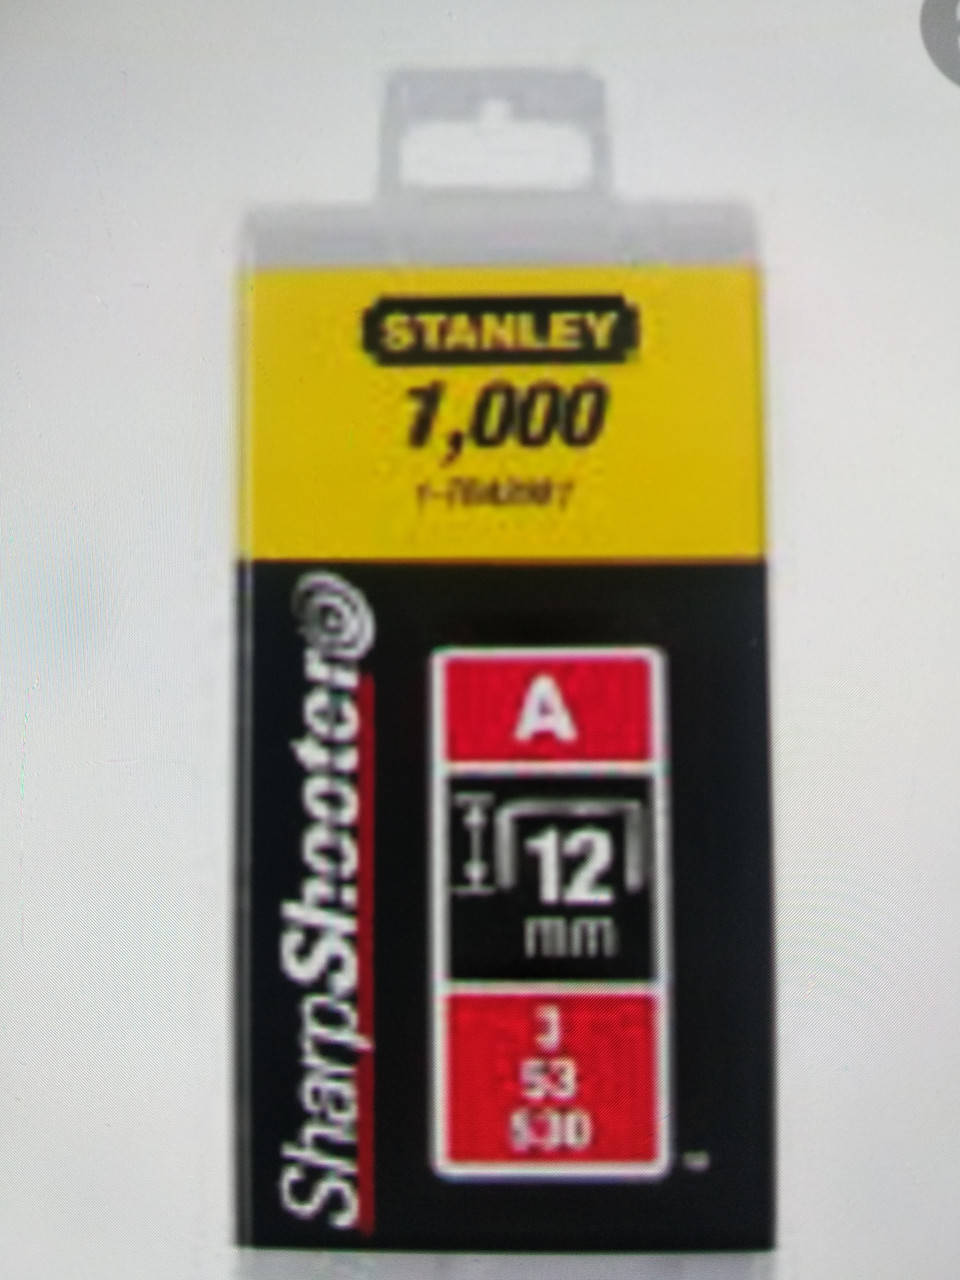 STANLEY
1,000
SharpShooter
A
12
mm
53
530